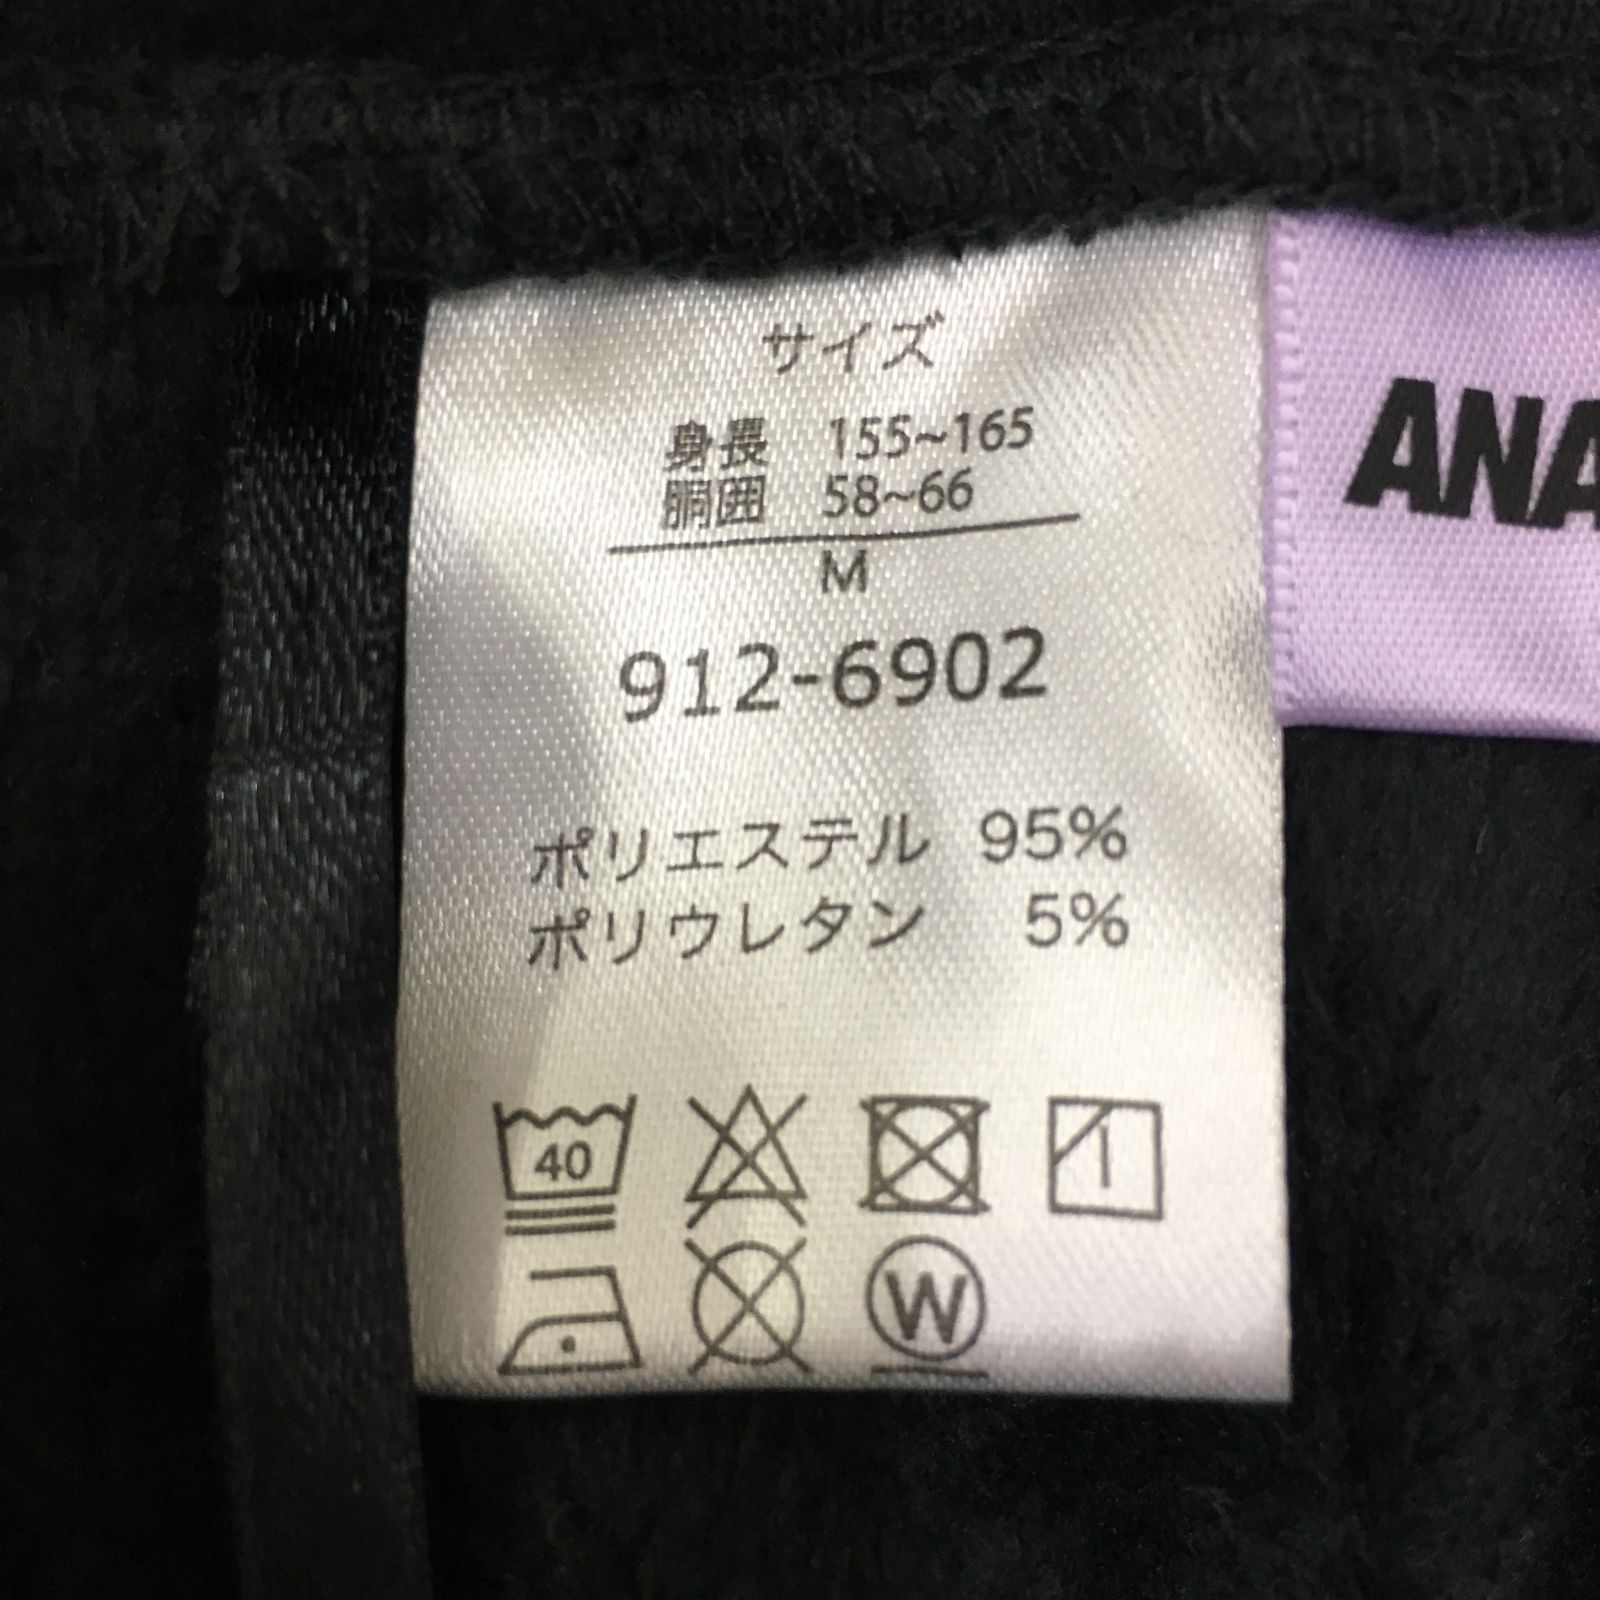 サイズ
身長 155~165
胴囲 58~66
M
912-6902
ポリエステル 95%
ポリウレタン 5%
40
W
ANA